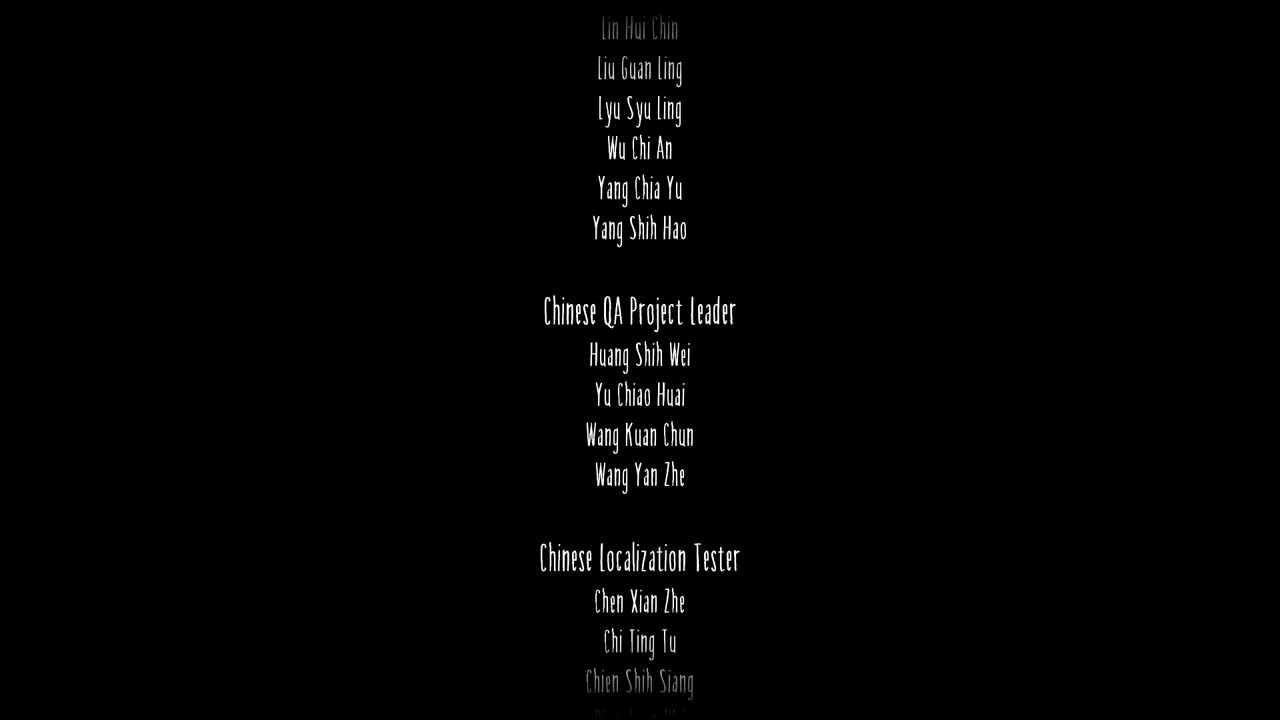 Lin Hui Chin
Liu Guan Ling
Lyu Syu Ling
Wu Chi An
Yang Chia Yu
Yang Shih Hao
Chinese QA Project Leader
Huang Shih Wei
Yu Chiao Huai
Wang Kuan Chun
Wang Yan Zhe
Chinese Localization Tester
Chen Xian Zhe
Chi Ting Tu
Chien Shih Siang